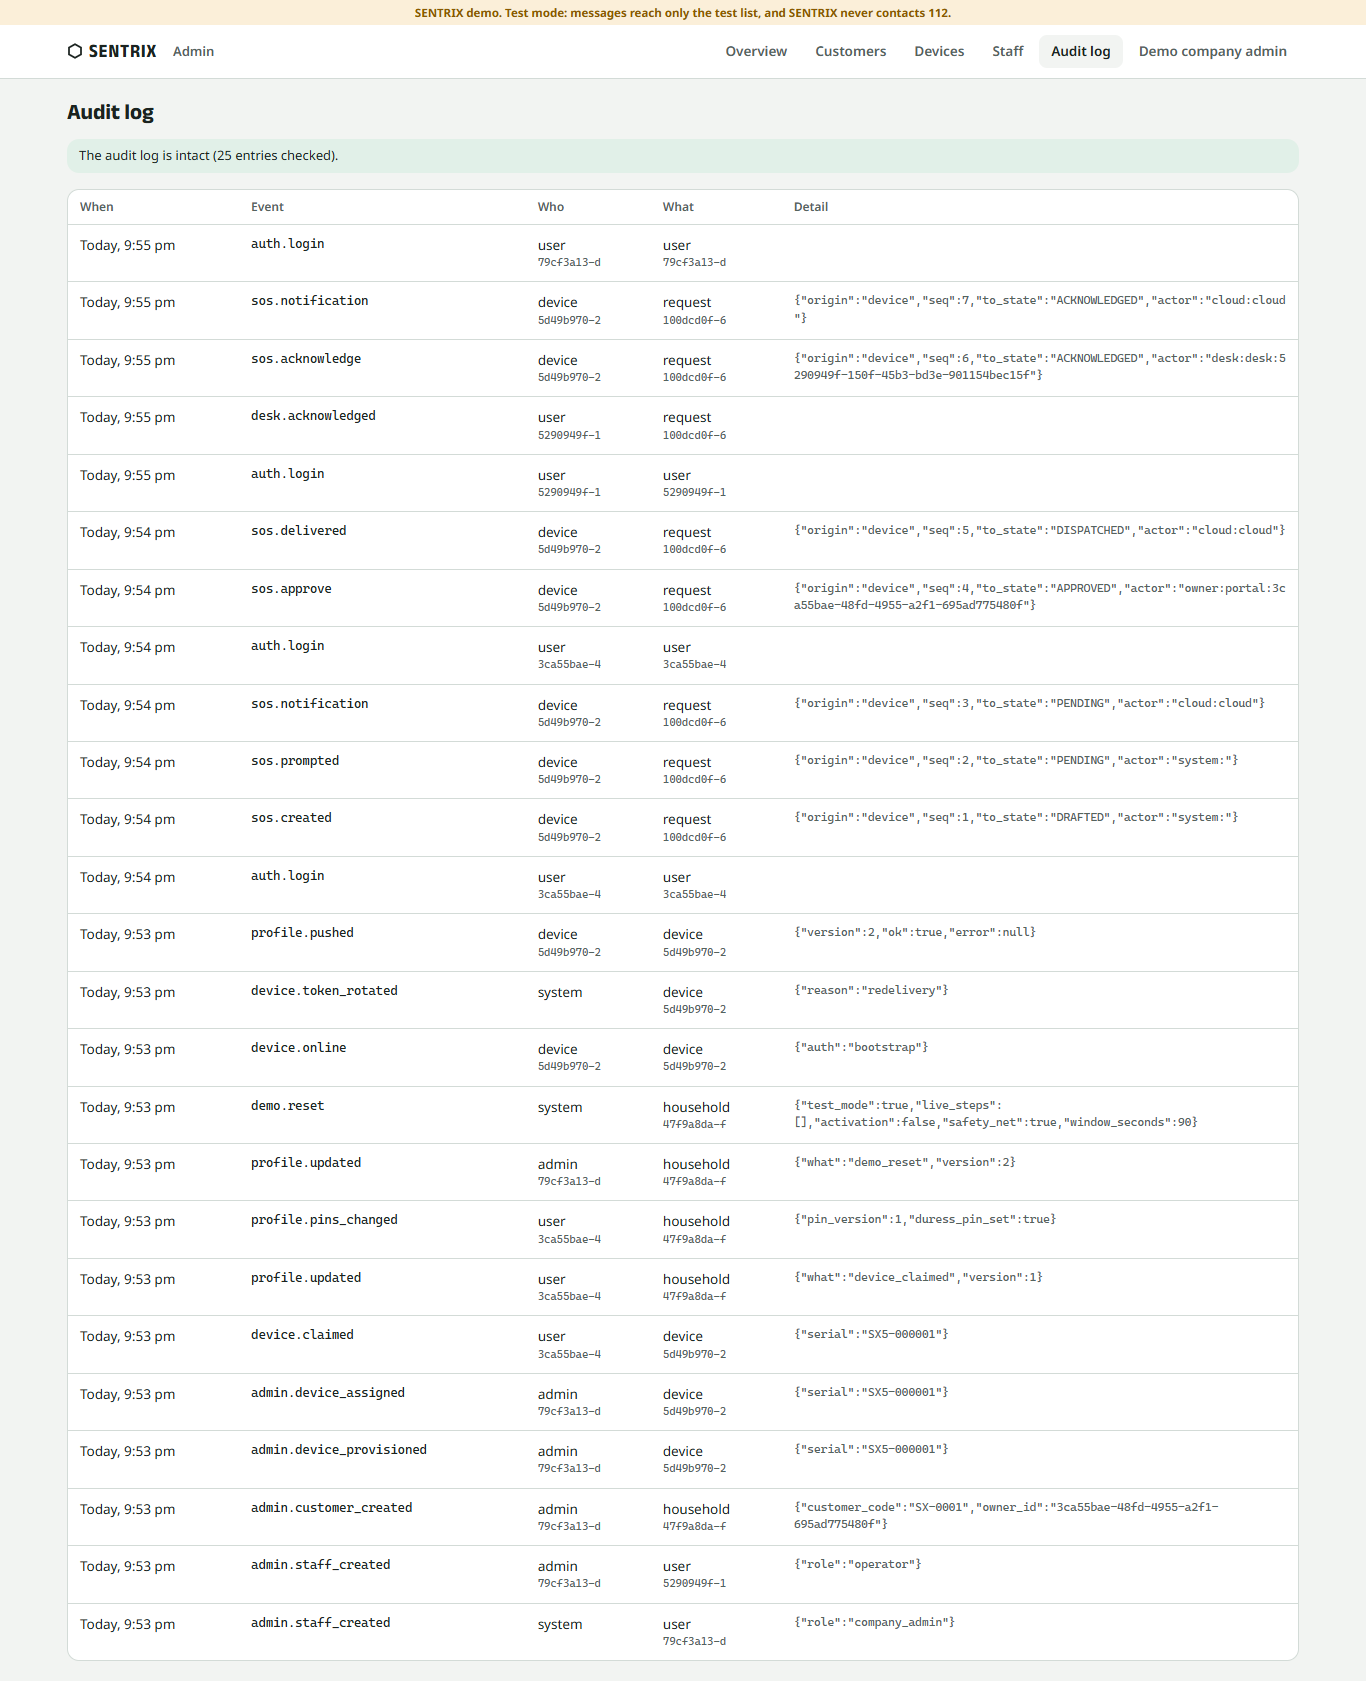 SENTRIX demo. Test mode: messages reach only the test list, and SENTRIX never contacts 112.
SENTRIX Admin Overview Customers Devices Staff Audit log Demo company admin
Audit log
The audit log is intact (25 entries checked).
When Event Who What Detail
Today, 9:55 pm auth.login user user
79cf3a13-d 79cf3a13-d
Today, 9:55 pm sos.notification device request {"origin":"device","seq":7,"to_state":"ACKNOWLEDGED","actor":"cloud:cloud
5d49b970-2 100dcd0f-6 "}
Today, 9:55 pm sos.acknowledge device request {"origin":"device","seq":6,"to_state":"ACKNOWLEDGED","actor":"desk:desk:5
5d49b970-2 100dcd0f-6 290949f-150f-45b3-bd3e-901154bec15f"}
Today, 9:55 pm desk.acknowledged user request
5290949f-1 100dcd0f-6
Today, 9:55 pm auth.login user user
5290949f-1 5290949f-1
Today, 9:54 pm sos.delivered device request {"origin":"device","seq":5,"to_state":"DISPATCHED","actor":"cloud:cloud"}
5d49b970-2 100dcd0f-6
Today, 9:54 pm sos.approve device request {"origin":"device","seq":4,"to_state":"APPROVED","actor":"owner:portal:3c
5d49b970-2 100dcd0f-6 a55bae-48fd-4955-a2f1-695ad775480f"}
Today, 9:54 pm auth.login user user
3ca55bae-4 3ca55bae-4
Today, 9:54 pm sos.notification device request {"origin":"device","seq":3,"to_state":"PENDING","actor":"cloud:cloud"}
5d49b970-2 100dcd0f-6
Today, 9:54 pm sos.prompted device request {"origin":"device","seq":2,"to_state":"PENDING","actor":"system:"}
5d49b970-2 100dcd0f-6
Today, 9:54 pm sos.created device request {"origin":"device","seq":1,"to_state":"DRAFTED","actor":"system:"}
5d49b970-2 100dcd0f-6
Today, 9:54 pm auth.login user user
3ca55bae-4 3ca55bae-4
Today, 9:53 pm profile.pushed device device {"version":2,"ok":true,"error":null}
5d49b970-2 5d49b970-2
Today, 9:53 pm device.token_rotated system device {"reason":"redelivery"}
5d49b970-2
Today, 9:53 pm device.online device device {"auth":"bootstrap"}
5d49b970-2 5d49b970-2
Today, 9:53 pm demo.reset system household {"test_mode":true,"live_steps":
47f9a8da-f [],"activation":false,"safety_net":true,"window_seconds":90}
Today, 9:53 pm profile.updated admin household {"what":"demo_reset","version":2}
79cf3a13-d 47f9a8da-f
Today, 9:53 pm profile.pins_changed user household {"pin_version":1,"duress_pin_set":true}
3ca55bae-4 47f9a8da-f
Today, 9:53 pm profile.updated user household {"what":"device_claimed","version":1}
3ca55bae-4 47f9a8da-f
Today, 9:53 pm device.claimed user device {"serial":"SX5-000001"}
3ca55bae-4 5d49b970-2
Today, 9:53 pm admin.device_assigned admin device {"serial":"SX5-000001"}
79cf3a13-d 5d49b970-2
Today, 9:53 pm admin.device_provisioned admin device {"serial":"SX5-000001"}
79cf3a13-d 5d49b970-2
Today, 9:53 pm admin.customer_created admin household {"customer_code":"SX-0001","owner_id":"3ca55bae-48fd-4955-a2f1-
79cf3a13-d 47f9a8da-f 695ad775480f"}
Today, 9:53 pm admin.staff_created admin user {"role":"operator"}
79cf3a13-d 5290949f-1
Today, 9:53 pm admin.staff_created system user {"role":"company_admin"}
79cf3a13-d